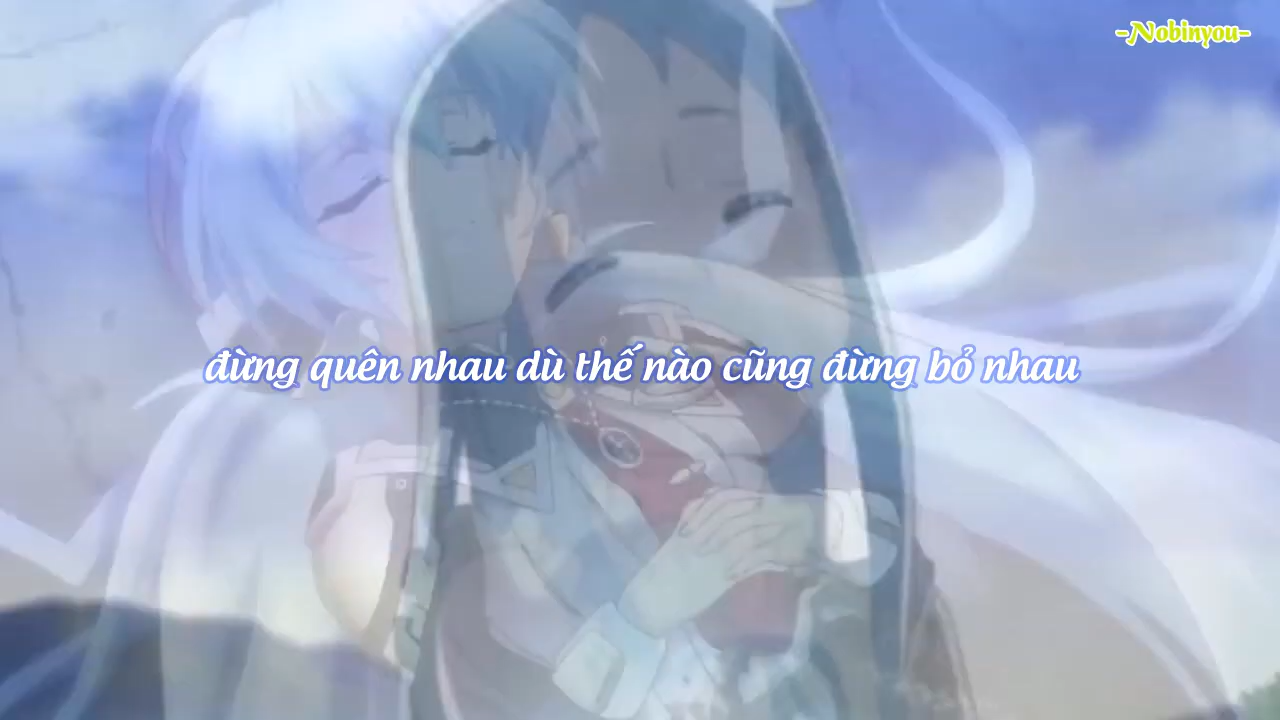 -Nobinyou-
đừng quên nhau dù thế nào cũng đừng bỏ nhau